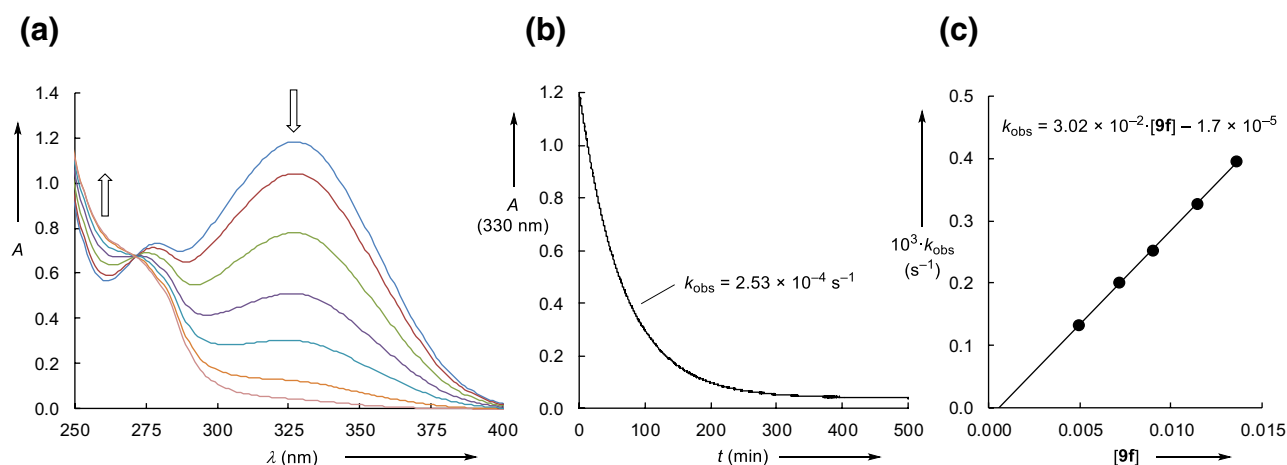 (a)
1.4
1.2
1.0
0.8
0.6
0.4
0.2
0.0
A
250 275 300 325 350 375 400
λ (nm)
(b)
1.2
1.0
0.8
0.6
0.4
0.2
0.0
A
(330 nm)
kobs = 2.53 × 10–4 s–1
0 100 200 300 400 500
t (min)
(c)
0.5
0.4
0.3
0.2
0.1
0.0
kobs = 3.02 × 10–2·[9f] – 1.7 × 10–5
103·kobs
(s–1)
0.000 0.005 0.010 0.015
[9f]